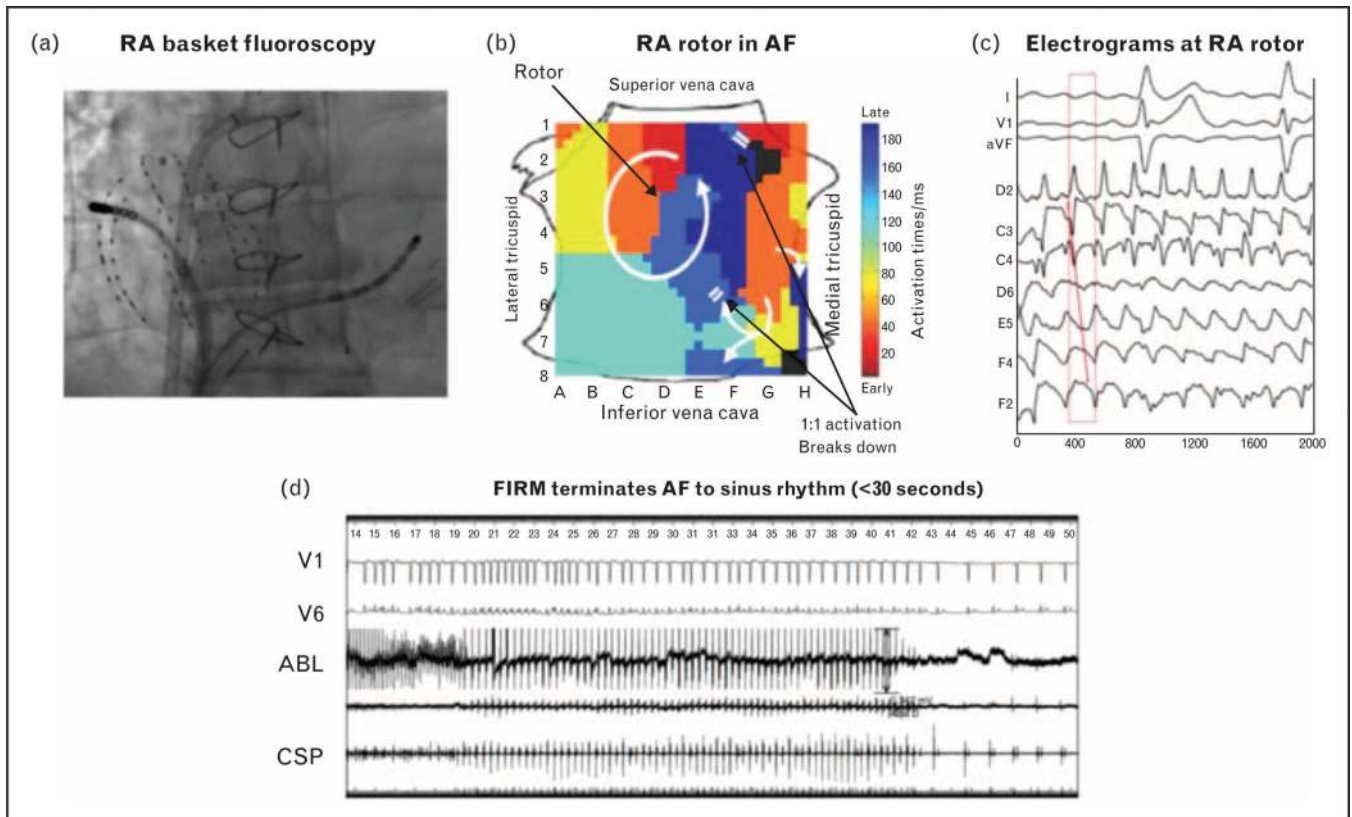 (a) RA basket fluoroscopy
(b) RA rotor in AF
Rotor
Superior vena cava
1
2
3
4
5
6
7
8
Lateral tricuspid
Medial tricuspid
A B C D E F G H
Inferior vena cava
1:1 activation
Breaks down
Late
180
160
140
120
100
80
60
40
20
Early
Activation times/ms
(c) Electrograms at RA rotor
I
V1
aVF
D2
C3
C4
D6
E5
F4
F2
0 400 800 1200 1600 2000
(d) FIRM terminates AF to sinus rhythm (<30 seconds)
14 15 16 17 18 19 20 21 22 23 24 25 26 27 28 29 30 31 32 33 34 35 36 37 38 39 40 41 42 43 44 45 46 47 48 49 50
V1
V6
ABL
CSP